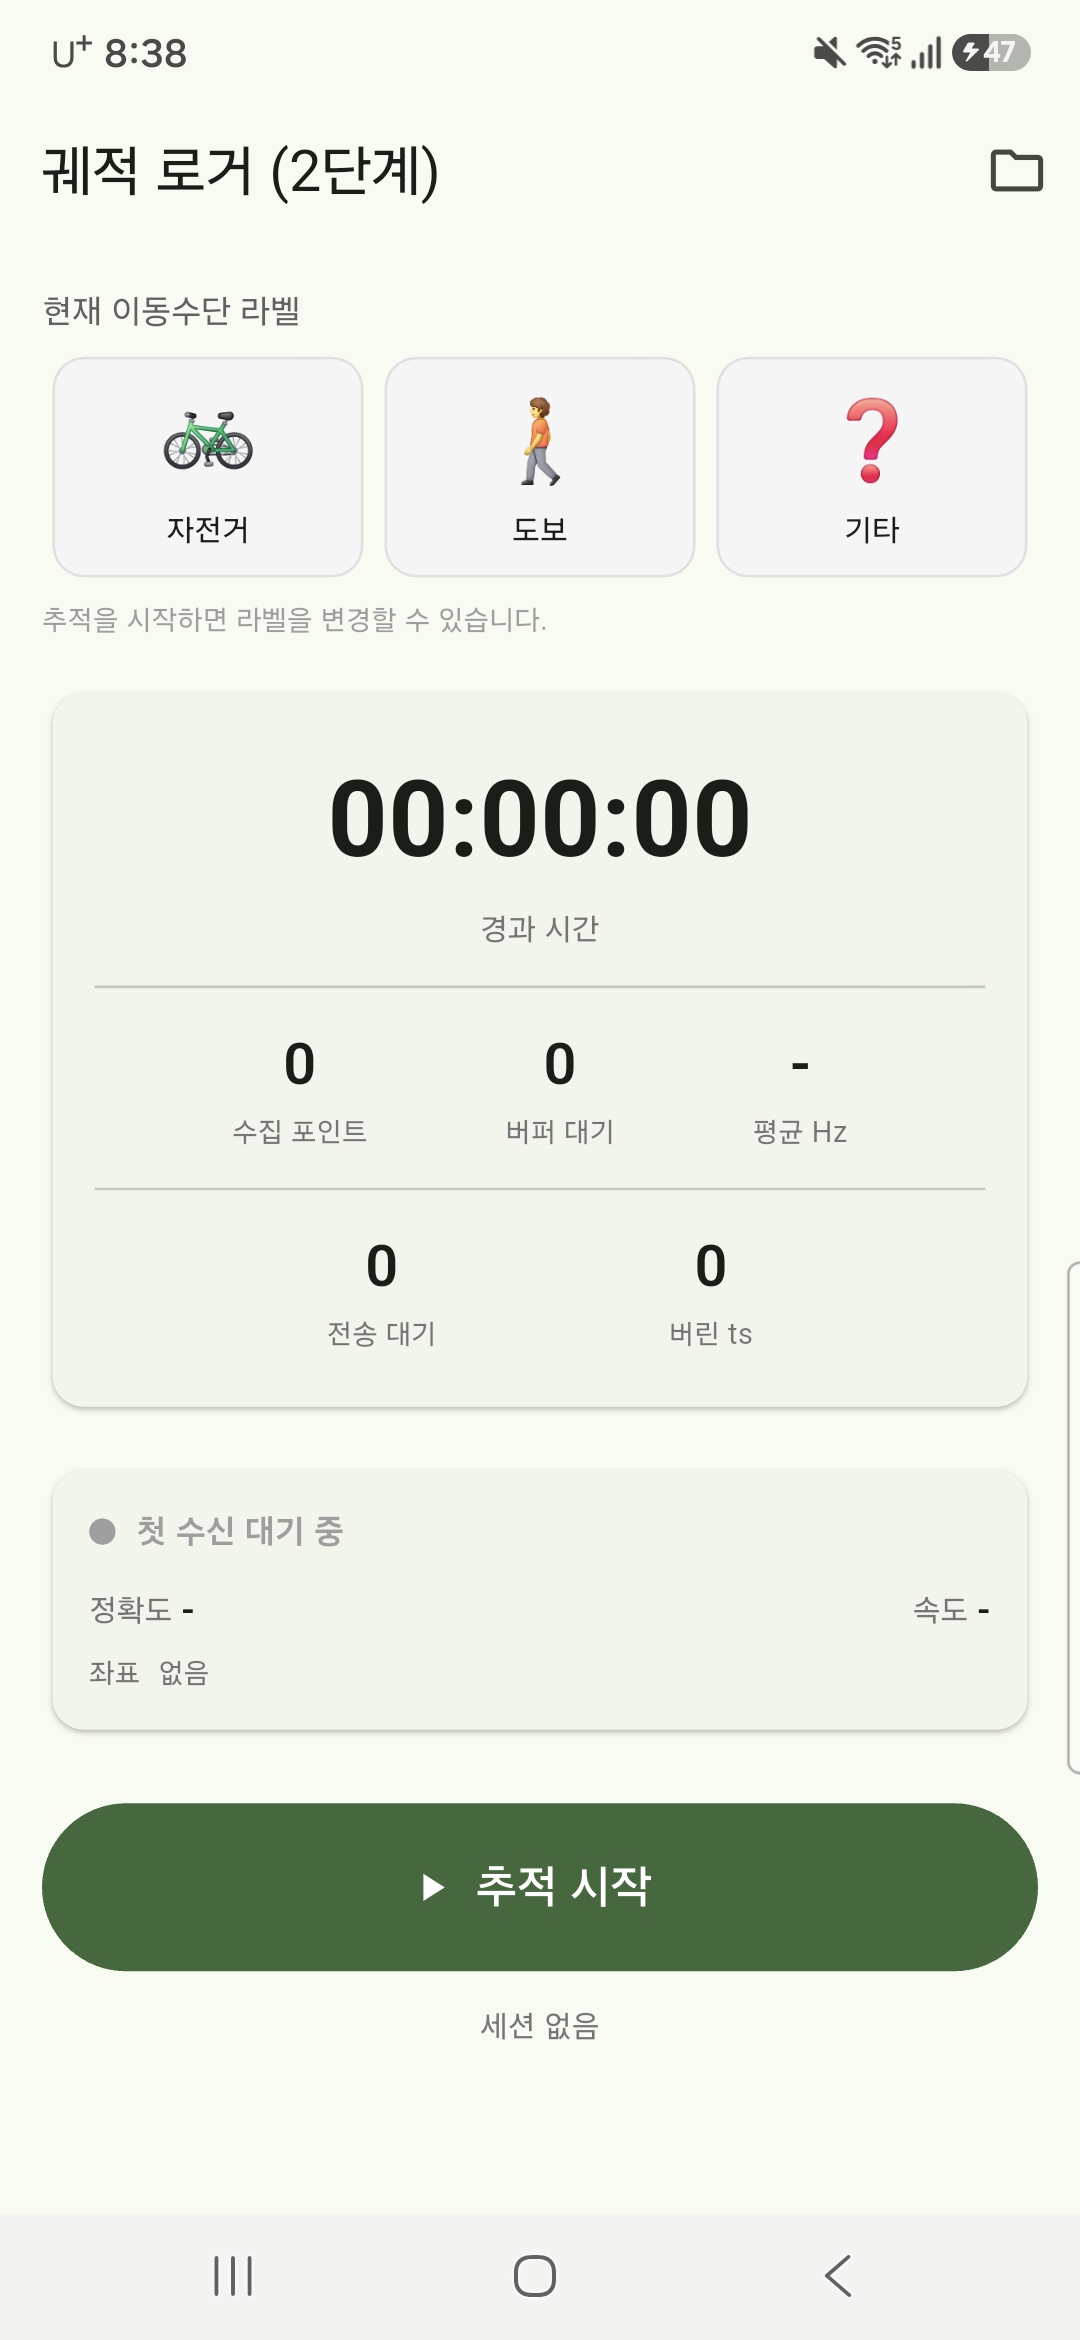 U+ 8:38
5
47
궤적 로거 (2단계)
현재 이동수단 라벨
자전거 도보 기타
추적을 시작하면 라벨을 변경할 수 있습니다.
00:00:00
경과 시간
0 0 -
수집 포인트 버퍼 대기 평균 Hz
0 0
전송 대기 버린 ts
첫 수신 대기 중
정확도 - 속도 -
좌표 없음
추적 시작
세션 없음